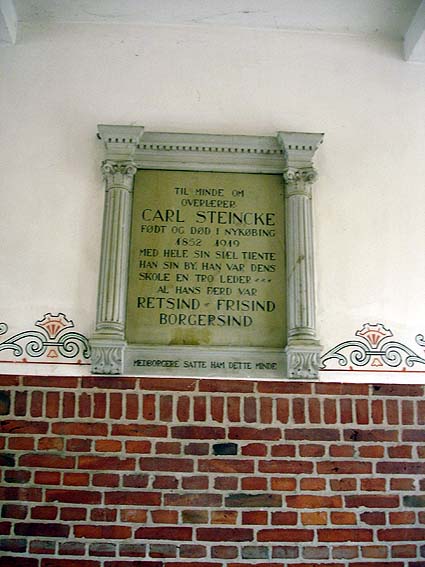 TIL MINDE OM
OVERLÆRER
CARL STEINCKE
FØDT OG DØD I NYKØBING
1852 1919
MED HELE SIN SJÆL TJENTE
HAN SIN BY, HAN VAR DENS
SKOLE EN TRO LEDER
AL HANS FÆRD VAR
RETSIND - FRISIND
BORGERSIND
MEDBORGERE SATTE HAM DETTE MINDE